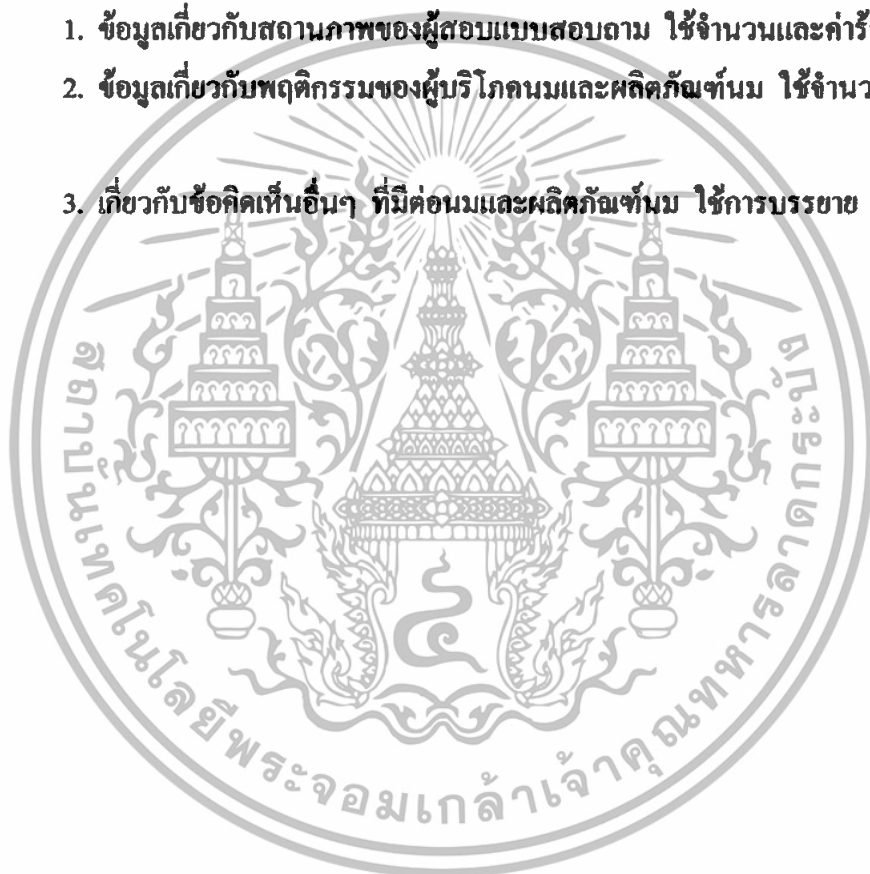 1. ข้อมูลเกี่ยวกับสถานภาพของผู้สอบแบบสอบถาม ใช้จำนวนและค่าร้
2. ข้อมูลเกี่ยวกับพฤติกรรมของผู้บริโภคนมและผลิตภัณฑ์นม ใช้จำนว
3. เกี่ยวกับข้อคิดเห็นอื่นๆ ที่มีต่อนมและผลิตภัณฑ์นม ใช้การบรรยาย
สถาบันเทคโนโลยีพระจอมเกล้าเจ้าคุณทหารลาดกระบัง
๔